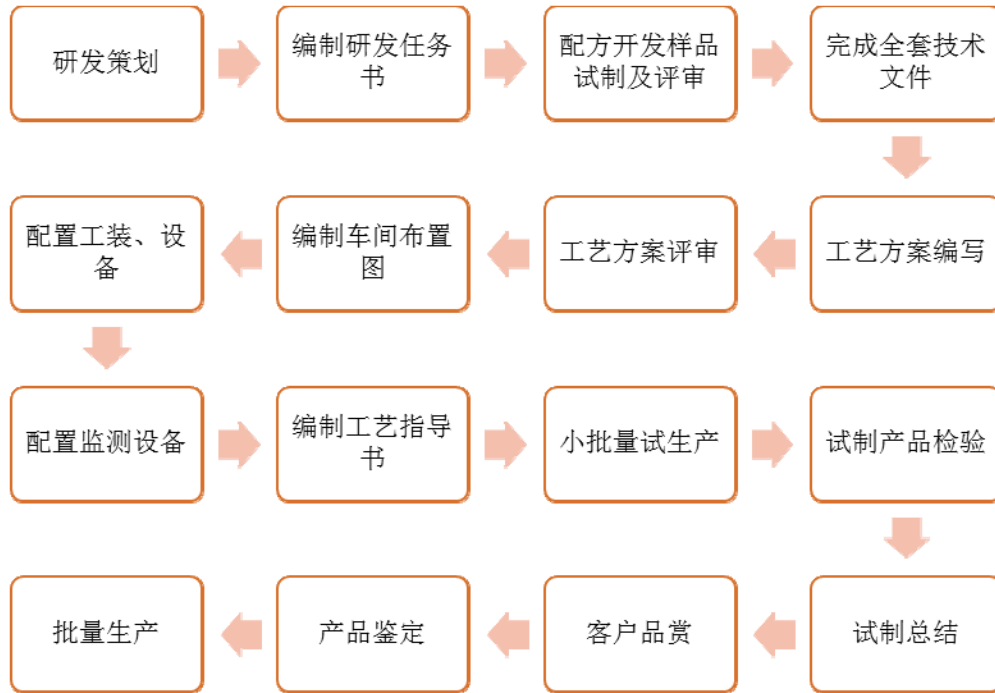 研发策划
编制研发任务
书
配方开发样品
试制及评审
完成全套技术
文件
工艺方案编写
工艺方案评审
编制车间布置
图
配置工装、设
备
配置监测设备
编制工艺指导
书
小批量试生产
试制产品检验
试制总结
客户品赏
产品鉴定
批量生产